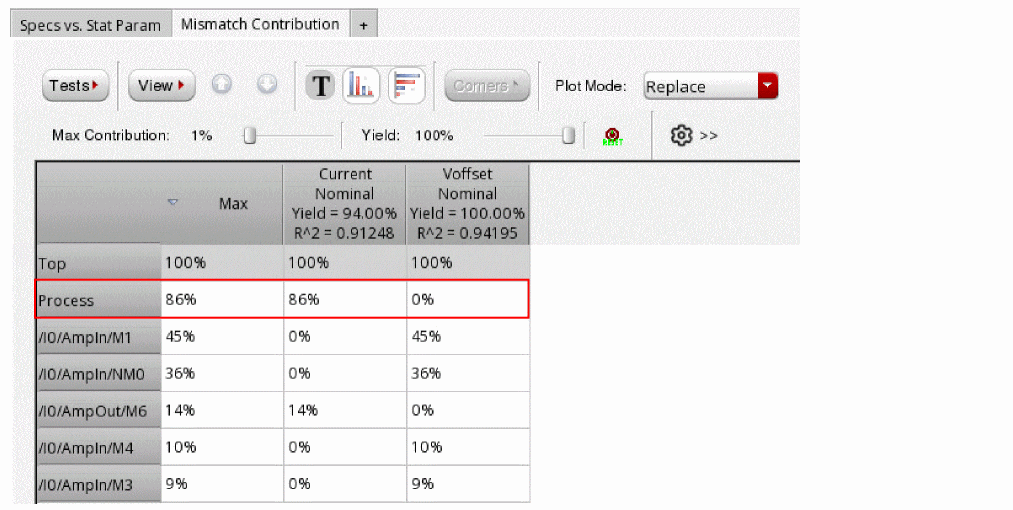 Specs vs. Stat Param Mismatch Contribution +
Tests View T Corners Plot Mode: Replace
Max Contribution: 1% Yield: 100% RESET >>
Max
Current
Nominal
Yield = 94.00%
R^2 = 0.91248
Voffset
Nominal
Yield = 100.00%
R^2 = 0.94195
Top 100% 100% 100%
Process 86% 86% 0%
/I0/AmpIn/M1 45% 0% 45%
/I0/AmpIn/NM0 36% 0% 36%
/I0/AmpOut/M6 14% 14% 0%
/I0/AmpIn/M4 10% 0% 10%
/I0/AmpIn/M3 9% 0% 9%